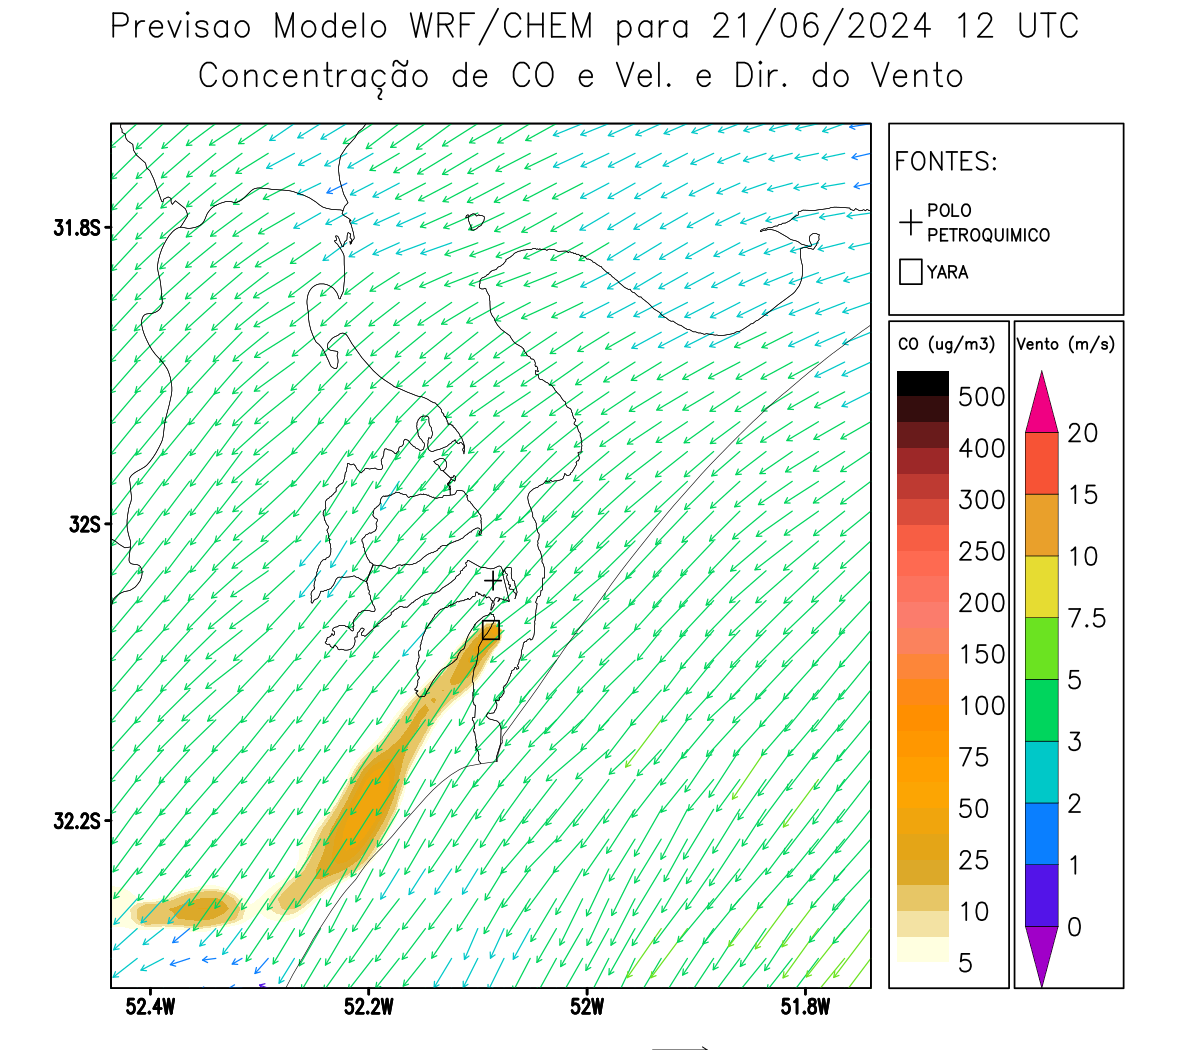 Previsao Modelo WRF/CHEM para 21/06/2024 12 UTC
Concentração de CO e Vel. e Dir. do Vento
FONTES:
POLO
PETROQUIMICO
YARA
CO (ug/m3)
500
400
300
250
200
150
100
75
50
25
10
5
Vento (m/s)
20
15
10
7.5
5
3
2
1
0
31.8S
32S
32.2S
52.4W
52.2W
52W
51.8W